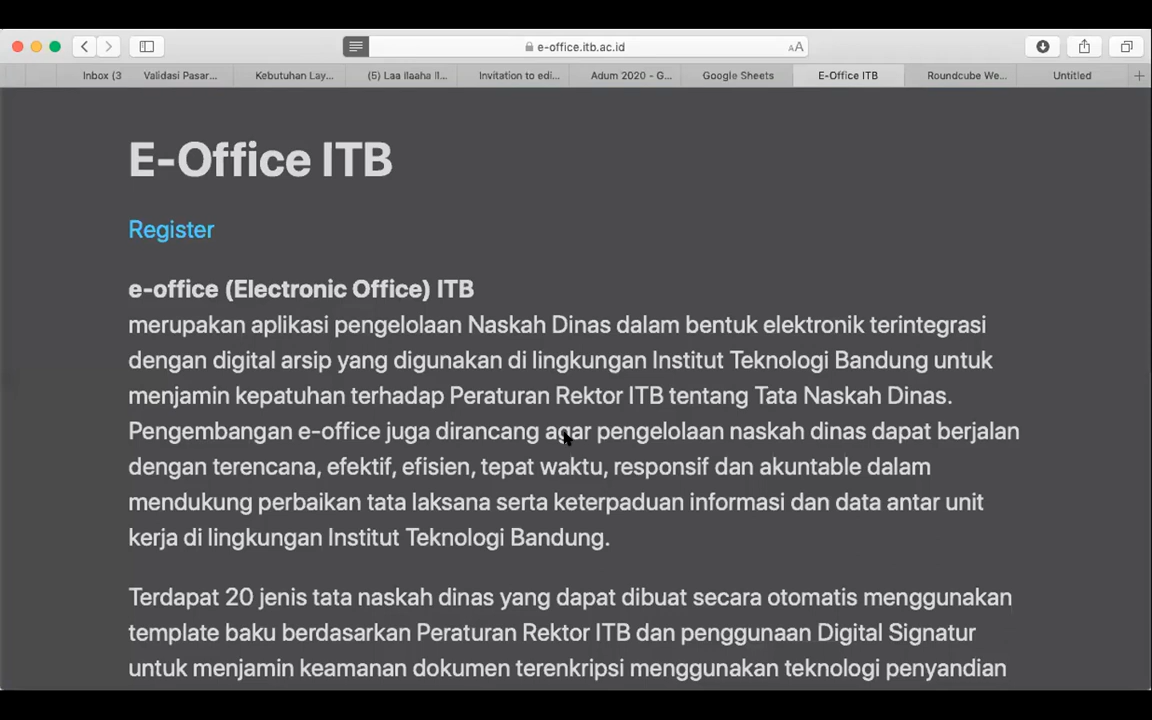 e-office.itb.ac.id
AA
Inbox (3
Validasi Pasar...
Kebutuhan Lay...
(5) Laa ilaaha il...
Invitation to edi...
Adum 2020 - G...
Google Sheets
E-Office ITB
Roundcube We...
Untitled
E-Office ITB
Register
e-office (Electronic Office) ITB
merupakan aplikasi pengelolaan Naskah Dinas dalam bentuk elektronik terintegrasi
dengan digital arsip yang digunakan di lingkungan Institut Teknologi Bandung untuk
menjamin kepatuhan terhadap Peraturan Rektor ITB tentang Tata Naskah Dinas.
Pengembangan e-office juga dirancang agar pengelolaan naskah dinas dapat berjalan
dengan terencana, efektif, efisien, tepat waktu, responsif dan akuntable dalam
mendukung perbaikan tata laksana serta keterpaduan informasi dan data antar unit
kerja di lingkungan Institut Teknologi Bandung.
Terdapat 20 jenis tata naskah dinas yang dapat dibuat secara otomatis menggunakan
template baku berdasarkan Peraturan Rektor ITB dan penggunaan Digital Signatur
untuk menjamin keamanan dokumen terenkripsi menggunakan teknologi penyandian